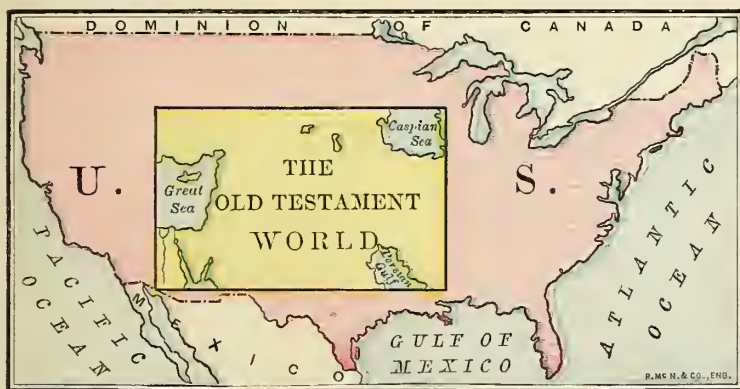 DOMINION OF CANADA
U. S.
Caspian Sea
THE
OLD TESTAMENT
WORLD
Great Sea
Persian Gulf
PACIFIC OCEAN
MEXICO
GULF OF MEXICO
ATLANTIC OCEAN
R. MC N. & CO., ENG.